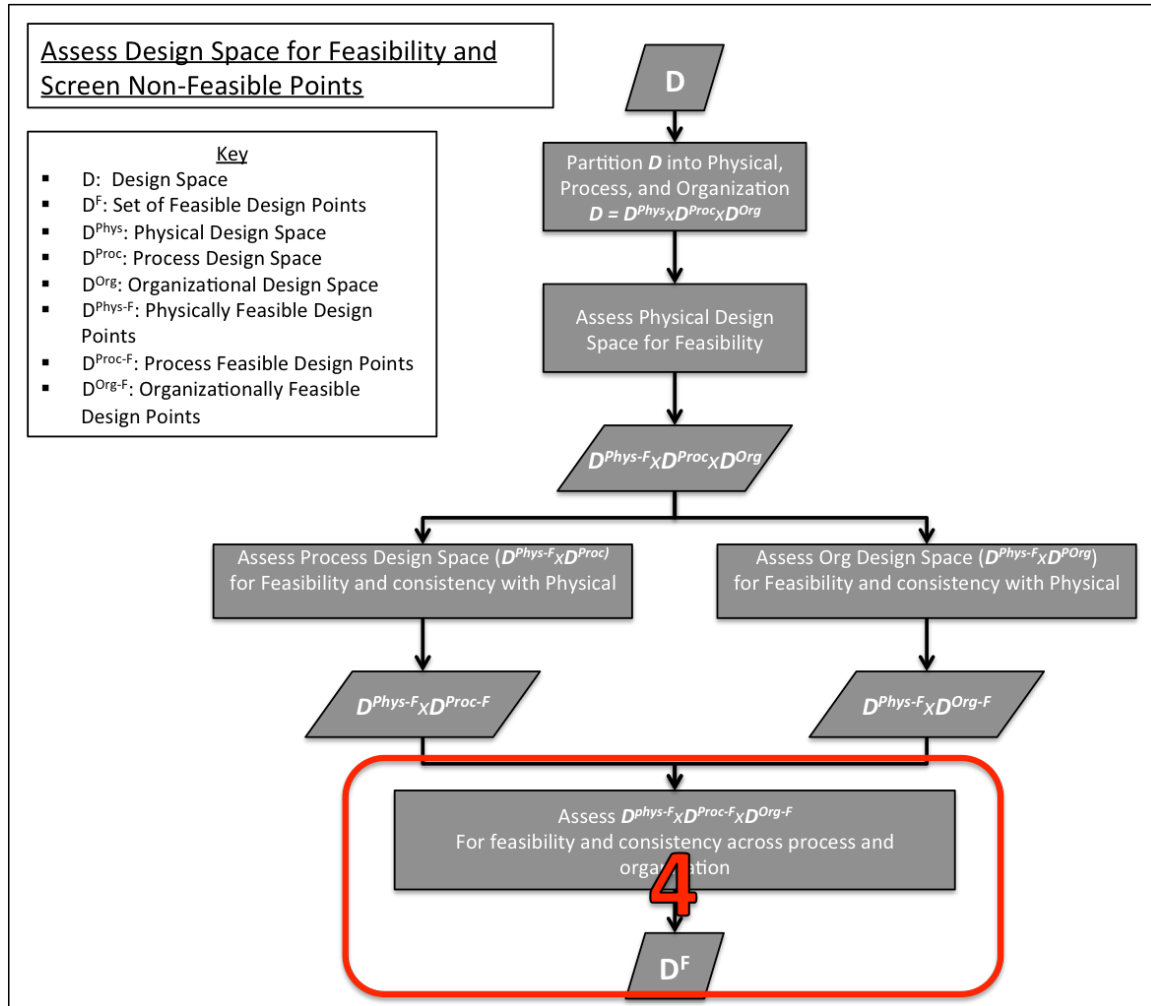 Assess Design Space for Feasibility and
Screen Non-Feasible Points
Key
▪ D: Design Space
▪ D^F: Set of Feasible Design Points
▪ D^Phys: Physical Design Space
▪ D^Proc: Process Design Space
▪ D^Org: Organizational Design Space
▪ D^Phys-F: Physically Feasible Design
Points
▪ D^Proc-F: Process Feasible Design Points
▪ D^Org-F: Organizationally Feasible
Design Points
D
Partition D into Physical,
Process, and Organization
D = D^Phys x D^Proc x D^Org
Assess Physical Design
Space for Feasibility
D^Phys-F x D^Proc x D^Org
Assess Process Design Space (D^Phys-F x D^Proc)
for Feasibility and consistency with Physical
Assess Org Design Space (D^Phys-F x D^POrg)
for Feasibility and consistency with Physical
D^Phys-F x D^Proc-F
D^Phys-F x D^Org-F
Assess D^phys-F x D^Proc-F x D^Org-F
For feasibility and consistency across process and
organization
4
D^F